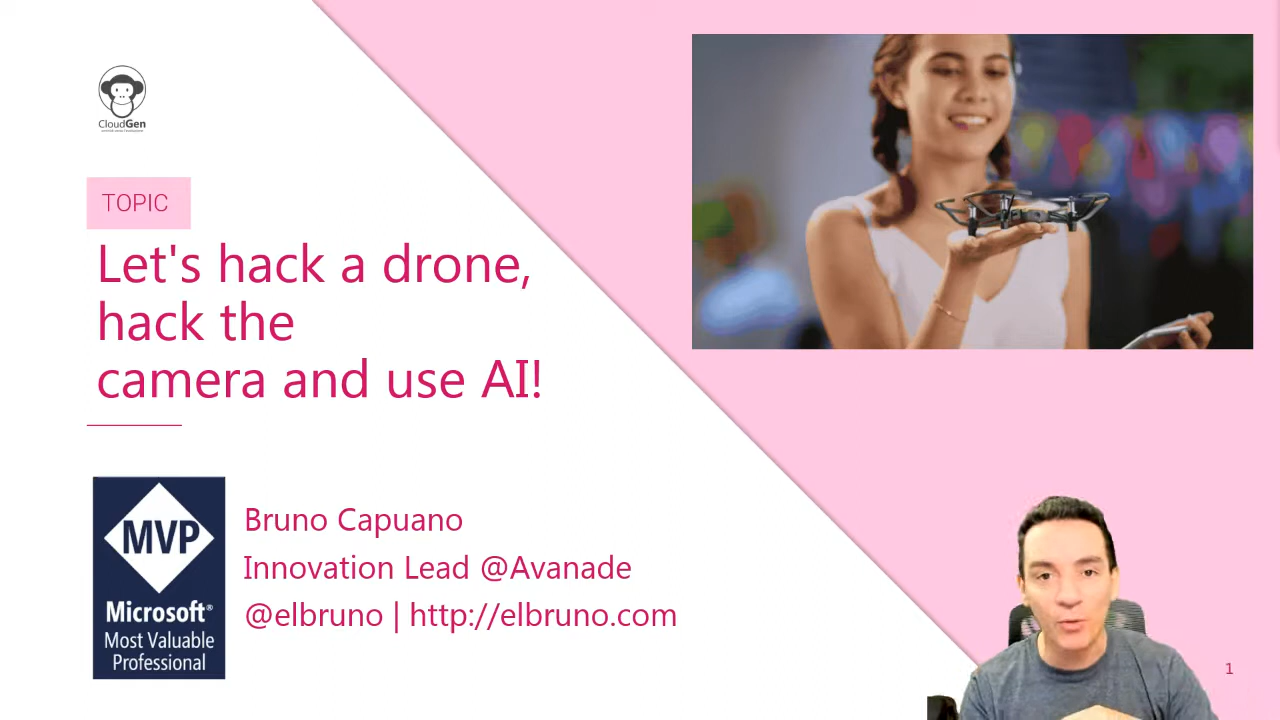 CloudGen
TOPIC
Let's hack a drone,
hack the
camera and use AI!
MVP
Microsoft®
Most Valuable
Professional
Bruno Capuano
Innovation Lead @Avanade
@elbruno | http://elbruno.com
1